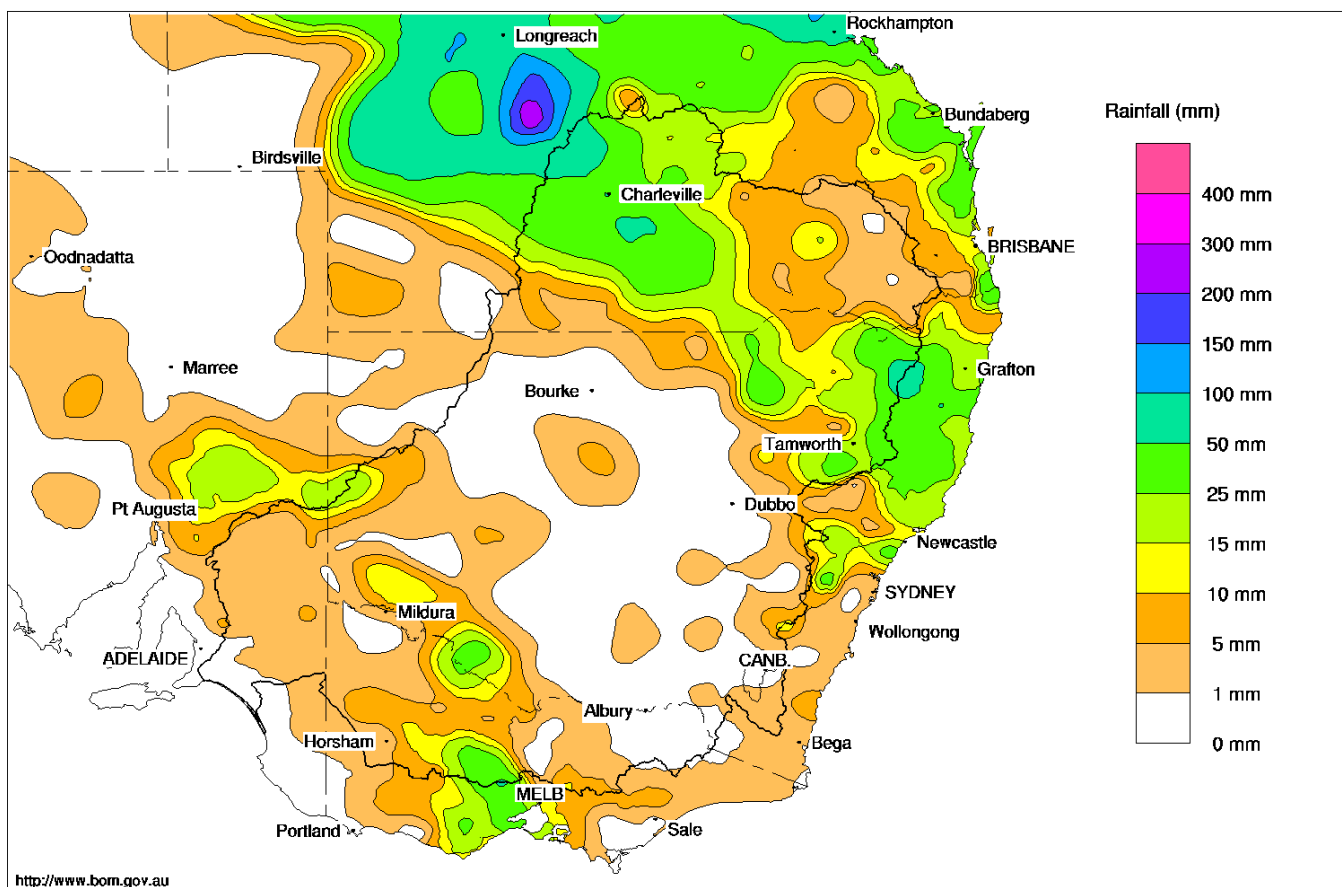 Rockhampton
Longreach
Rainfall (mm)
Bundaberg
Birdsville
Charleville
400 mm
BRISBANE
300 mm
Oodnadatta
200 mm
150 mm
Marree
Grafton
Bourke
100 mm
Tamworth
50 mm
Pt Augusta
Dubbo
25 mm
Newcastle
15 mm
SYDNEY
10 mm
Mildura
Wollongong
5 mm
ADELAIDE
CANB.
1 mm
Albury
Horsham
Bega
0 mm
MELB
Portland
Sale
http://www.bom.gov.au